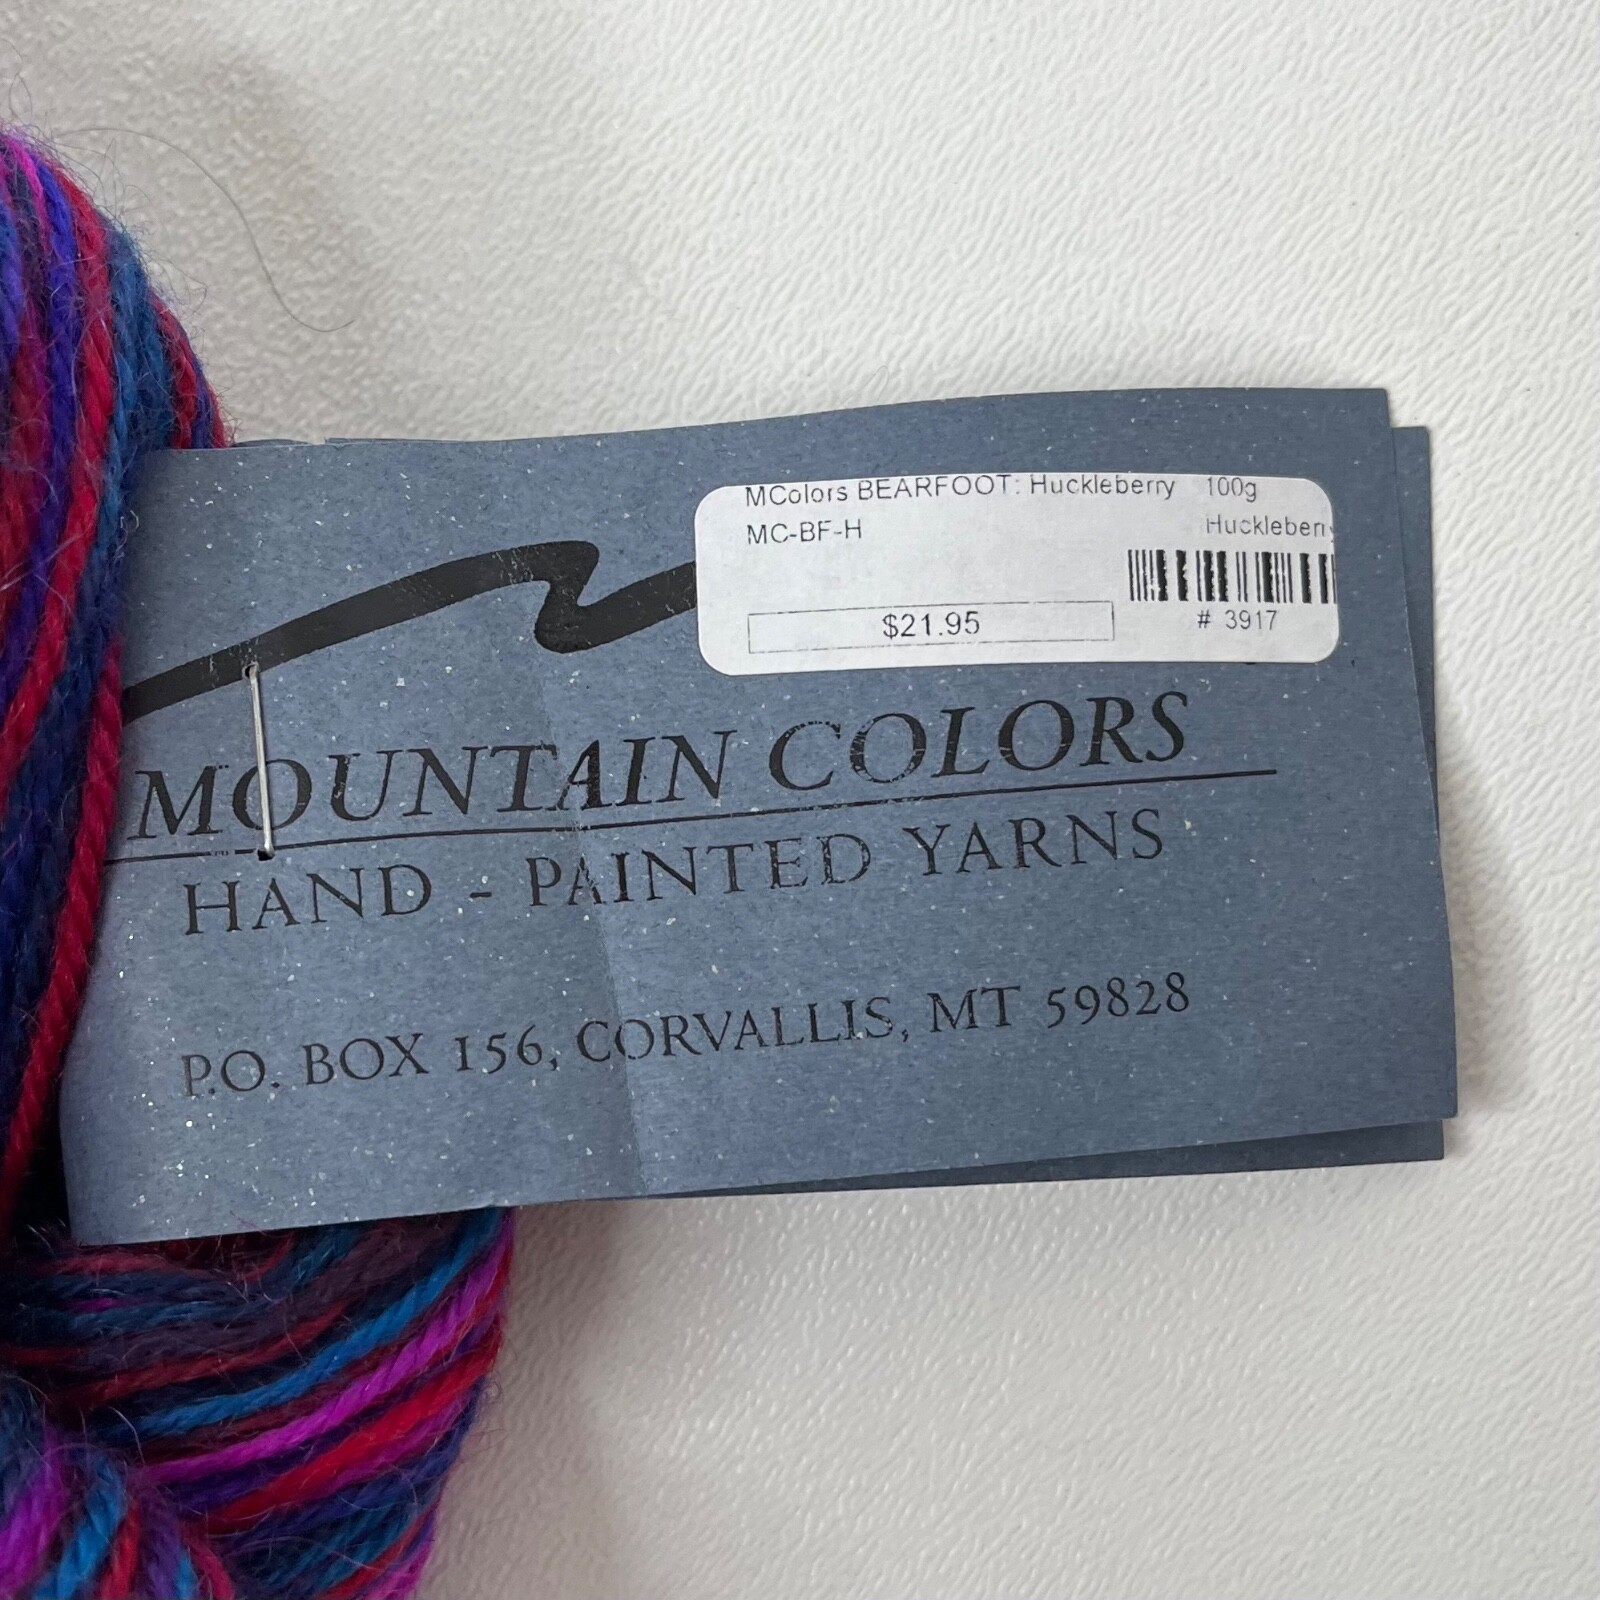 MColors BEARFOOT: Huckleberry 100g
MC-BF-H Huckleberry
$21.95
# 3917
MOUNTAIN COLORS
HAND - PAINTED YARNS
P.O. BOX 156, CORVALLIS, MT 59828